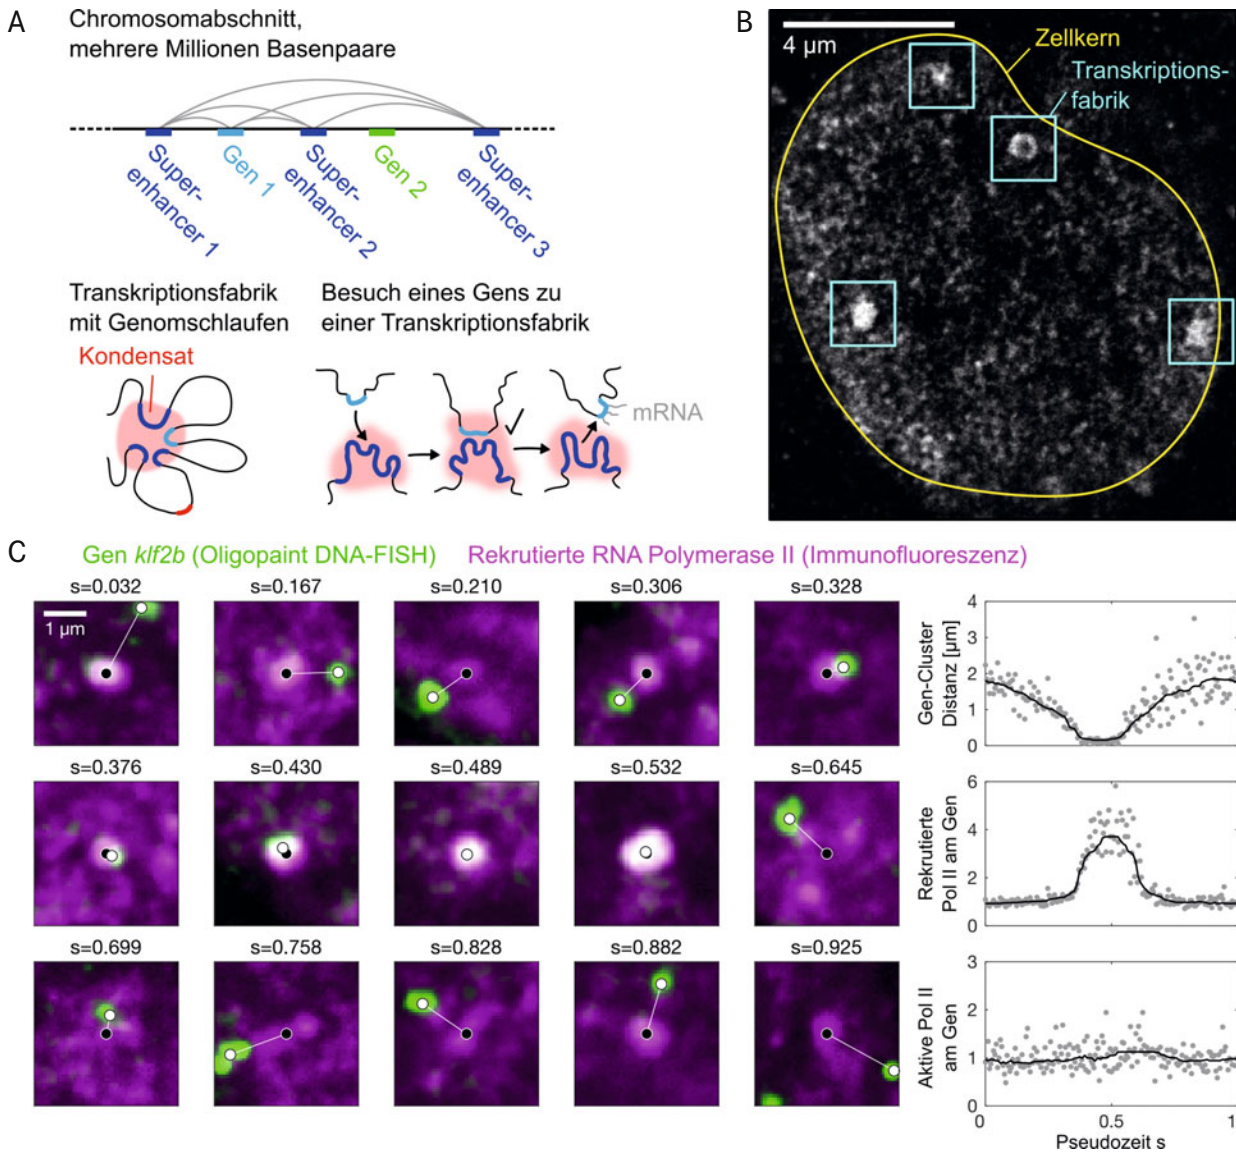 A
Chromosomabschnitt,
mehrere Millionen Basenpaare
Super-
enhancer 1
Gen 1
Super-
enhancer 2
Gen 2
Super-
enhancer 3
Transkriptionsfabrik
mit Genomschlaufen
Kondensat
Besuch eines Gens zu
einer Transkriptionsfabrik
mRNA
B
4 µm
Zellkern
Transkriptions-
fabrik
C
Gen klf2b (Oligopaint DNA-FISH)
Rekrutierte RNA Polymerase II (Immunofluoreszenz)
s=0.032
s=0.167
s=0.210
s=0.306
s=0.328
1 µm
s=0.376
s=0.430
s=0.489
s=0.532
s=0.645
s=0.699
s=0.758
s=0.828
s=0.882
s=0.925
Gen-Cluster
Distanz [µm]
4
3
2
1
0
Rekrutierte
Pol II am Gen
6
4
2
0
Aktive Pol II
am Gen
3
2
1
0
0
0.5
1
Pseudozeit s